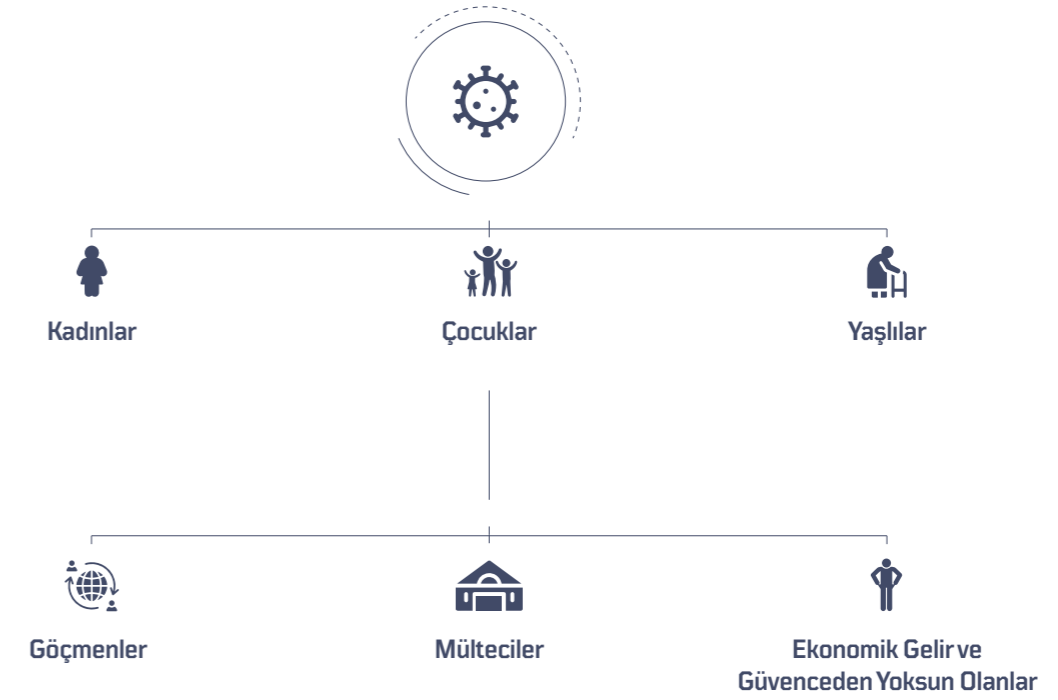 Kadınlar
Çocuklar
Yaşlılar
Göçmenler
Mülteciler
Ekonomik Gelir ve
Güvenceden Yoksun Olanlar